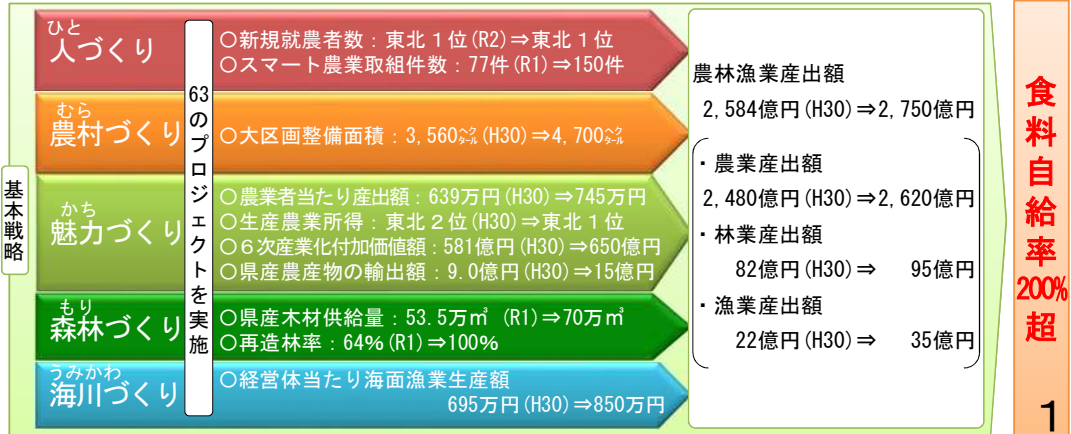 基本戦略
ひと
人づくり
むら
農村づくり
かち
魅力づくり
もり
森林づくり
うみかわ
海川づくり
63のプロジェクトを実施
○新規就農者数：東北１位(R2)⇒東北１位
○スマート農業取組件数：77件(R1)⇒150件
○大区画整備面積：3,560㌶(H30)⇒4,700㌶
○農業者当たり産出額：639万円(H30)⇒745万円
○生産農業所得：東北２位(H30)⇒東北１位
○６次産業化付加価値額：581億円(H30)⇒650億円
○県産農産物の輸出額：9.0億円(H30)⇒15億円
○県産木材供給量：53.5万㎥ (R1)⇒70万㎥
○再造林率：64%(R1)⇒100%
○経営体当たり海面漁業生産額
695万円(H30)⇒850万円
農林漁業産出額
2,584億円(H30)⇒2,750億円
・農業産出額
2,480億円(H30)⇒2,620億円
・林業産出額
82億円(H30)⇒ 95億円
・漁業産出額
22億円(H30)⇒ 35億円
食料自給率200%超
1